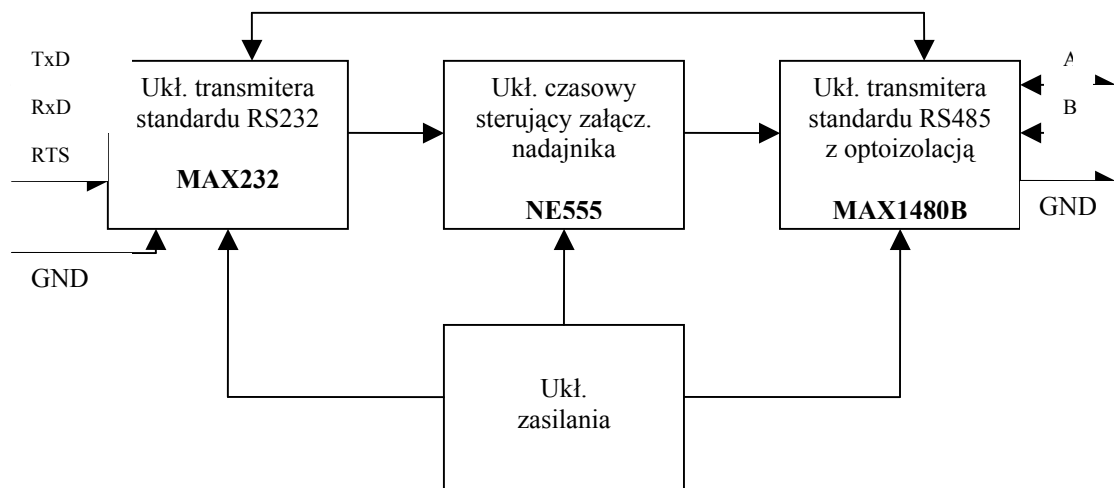 TxD
RxD
RTS
GND
Ukł. transmitera
standardu RS232
MAX232
Ukł. czasowy
sterujący załącz.
nadajnika
NE555
Ukł. transmitera
standardu RS485
z optoizolacją
MAX1480B
A
B
GND
Ukł.
zasilania